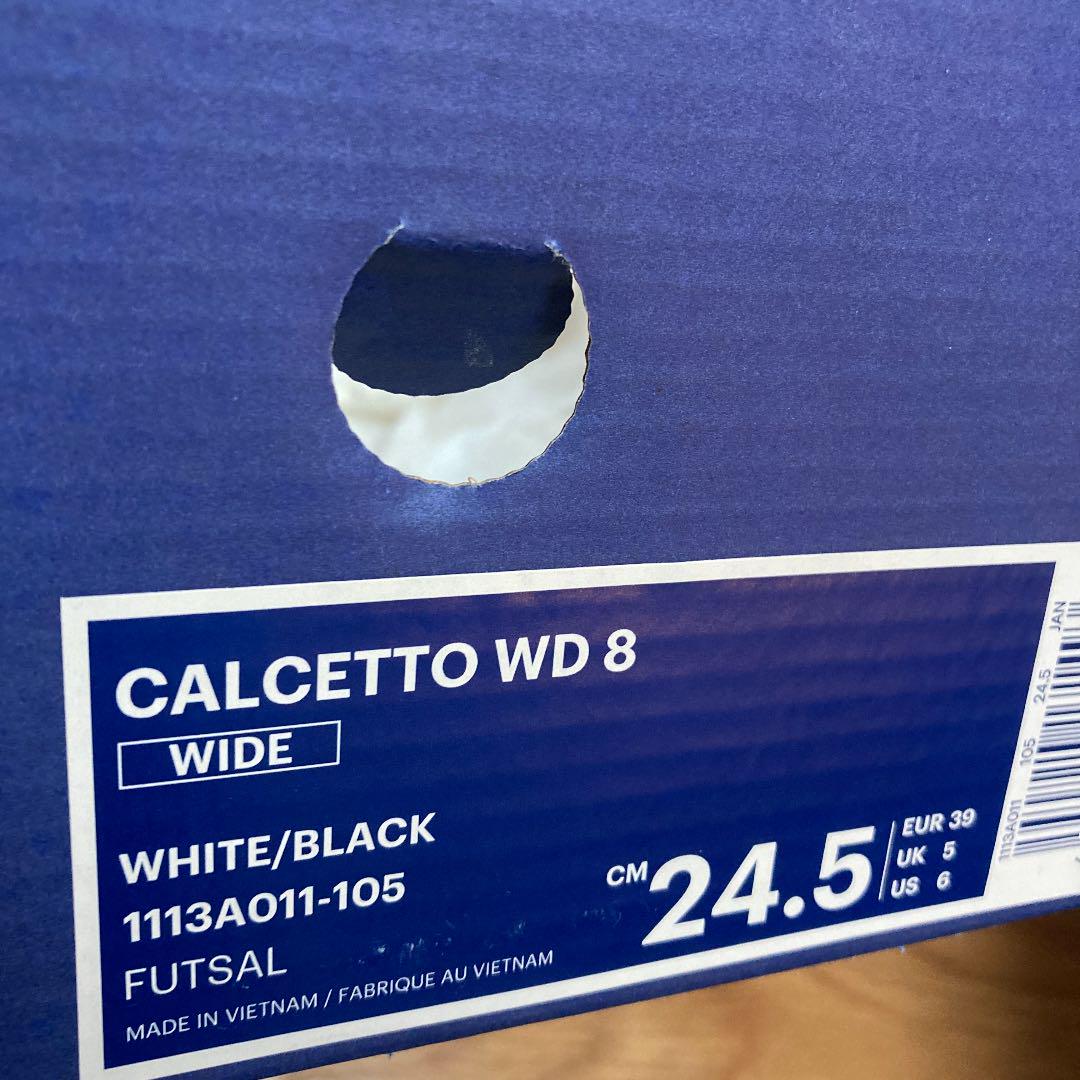 CALCETTO WD 8
WIDE
WHITE/BLACK
1113A011-105
FUTSAL
MADE IN VIETNAM / FABRIQUE AU VIETNAM
CM 24.5
EUR 39
UK 5
US 6
1113A011 105 24.5 JAN